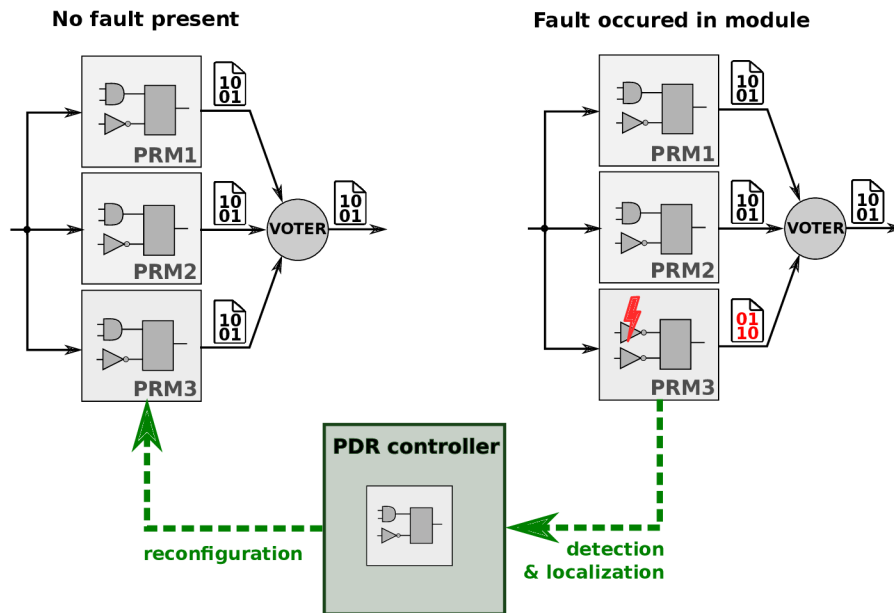 No fault present
Fault occured in module
10
01
PRM1
10
01
PRM2
10
01
PRM3
VOTER
10
01
10
01
PRM1
10
01
PRM2
01
10
PRM3
VOTER
10
01
PDR controller
reconfiguration
detection
& localization